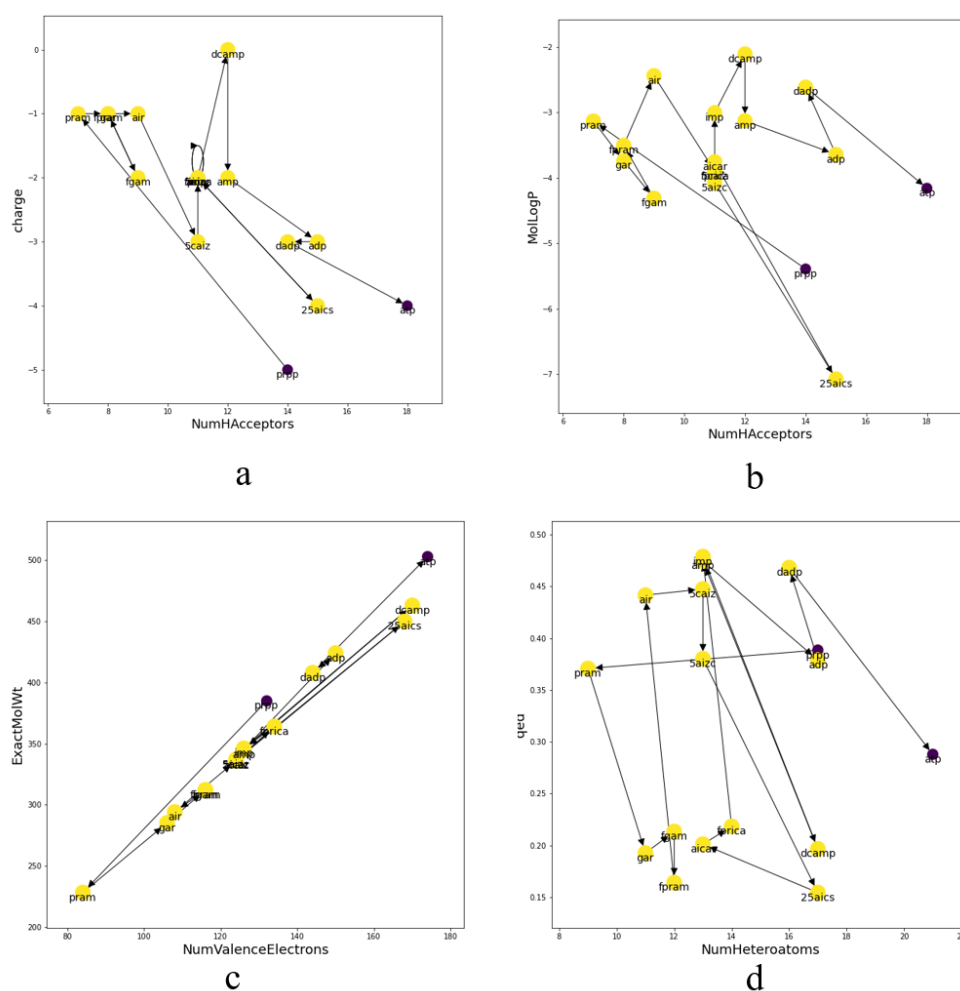 0
dcamp
−1
pram
air
−2
fgam
amp
charge
−3
5caiz
dadp
adp
−4
25aics
atp
−5
prpp
6
8
10
12
14
16
18
NumHAcceptors
a
−2
dcamp
air
dadp
−3
imp
pram
amp
fpram
adp
gar
aicar
−4
5aizc
atp
fgam
MolLogP
−5
prpp
−6
−7
25aics
6
8
10
12
14
16
18
NumHAcceptors
b
500
atp
dcamp
450
25aics
adp
400
dadp
prpp
ExactMolWt
350
forica
amp
300
air
gar
250
pram
200
80
100
120
140
160
180
NumValenceElectrons
c
0.50
imp
amp
dadp
0.45
air
5caiz
0.40
prpp
5aizc
adp
pram
0.35
qed
0.30
atp
0.25
fgam
forica
0.20
gar
aicar
dcamp
fpram
0.15
25aics
8
10
12
14
16
18
20
NumHeteroatoms
d